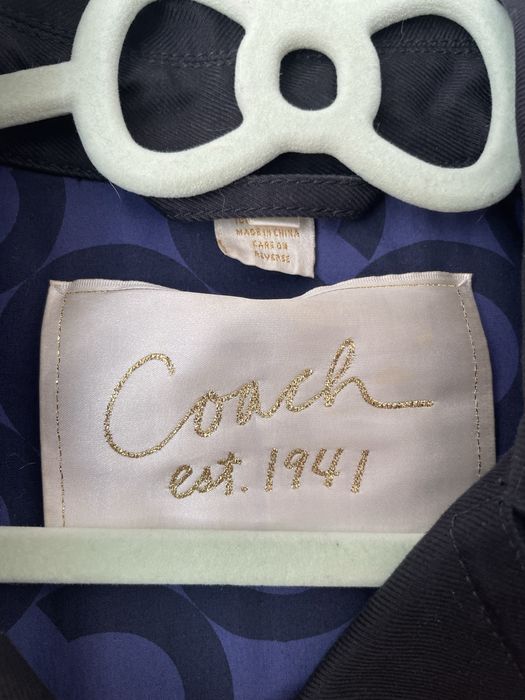 MADE IN CHINA
CARE ON
REVERSE
Coach
est. 1941